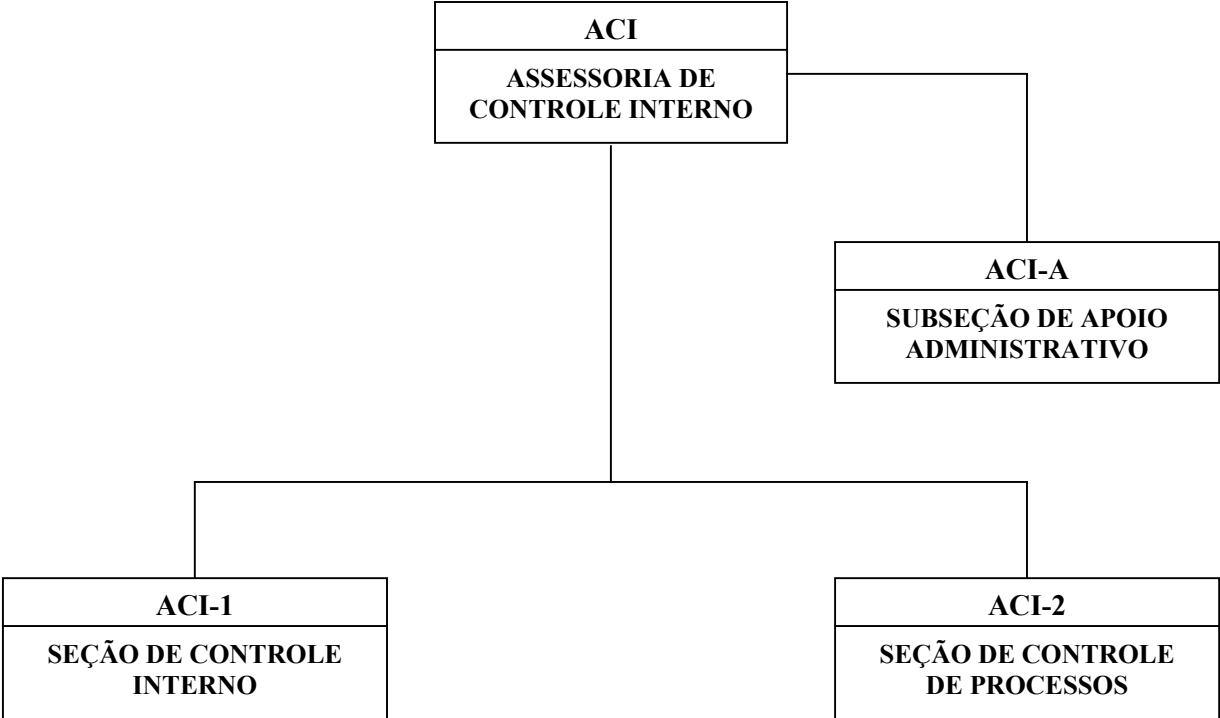 ACI
ASSESSORIA DE
CONTROLE INTERNO
ACI-A
SUBSEÇÃO DE APOIO
ADMINISTRATIVO
ACI-1
SEÇÃO DE CONTROLE
INTERNO
ACI-2
SEÇÃO DE CONTROLE
DE PROCESSOS